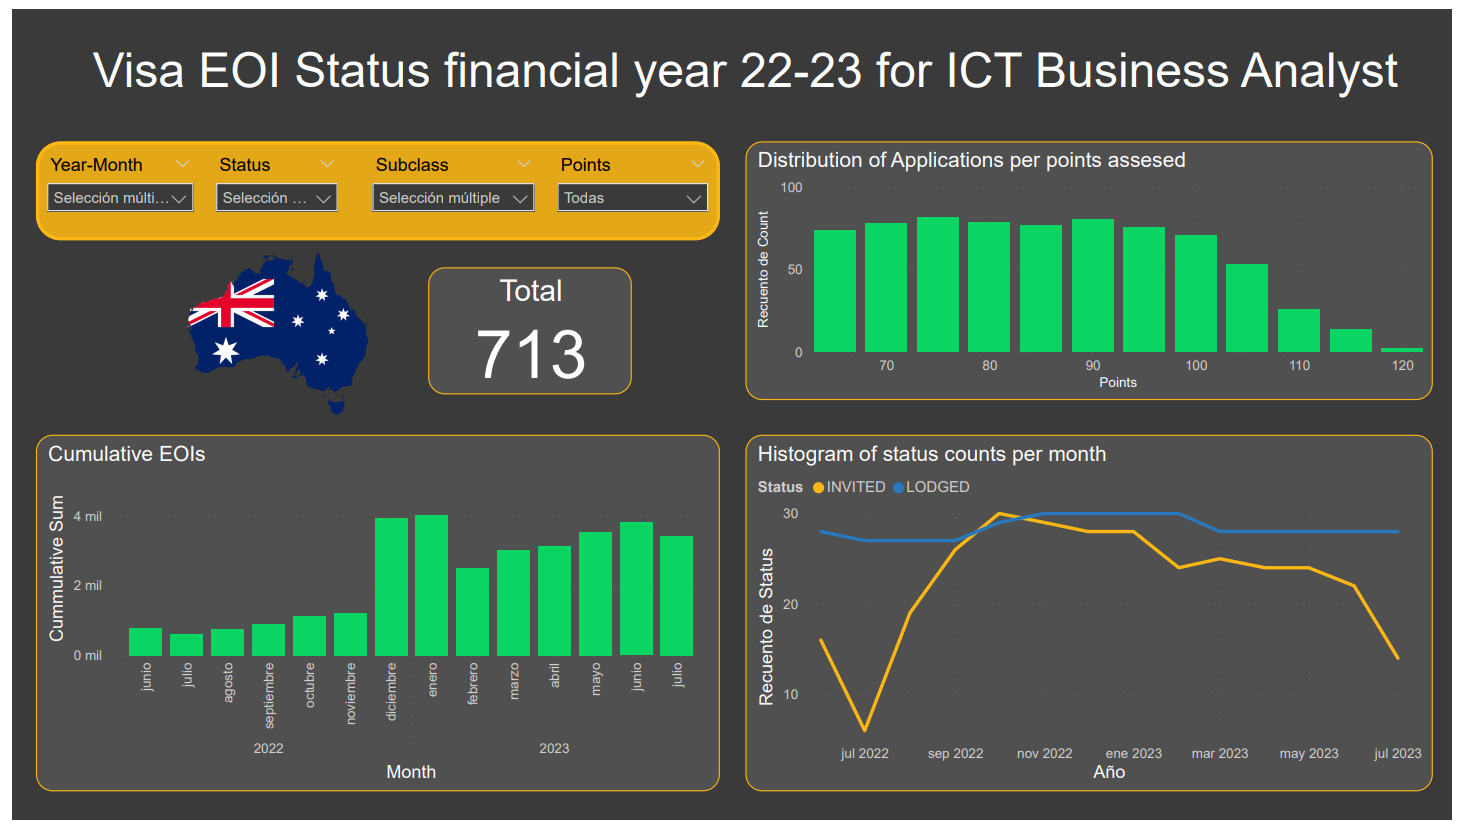 Visa EOI Status financial year 22-23 for ICT Business Analyst
Year-Month
Status
Subclass
Points
Selección múlti...
Selección ...
Selección múltiple
Todas
Total
713
Distribution of Applications per points assesed
Recuento de Count
100
50
0
70
80
90
100
110
120
Points
Cumulative EOIs
Cummulative Sum
4 mil
2 mil
0 mil
junio
julio
agosto
septiembre
octubre
noviembre
diciembre
enero
febrero
marzo
abril
mayo
junio
julio
2022
2023
Month
Histogram of status counts per month
Status INVITED LODGED
Recuento de Status
30
20
10
jul 2022
sep 2022
nov 2022
ene 2023
mar 2023
may 2023
jul 2023
Año